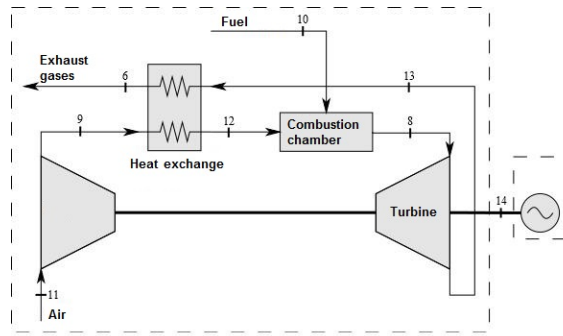 Fuel
10
Exhaust
gases
6
13
9
12
Combustion
chamber
8
Heat exchange
Turbine
14
11
Air